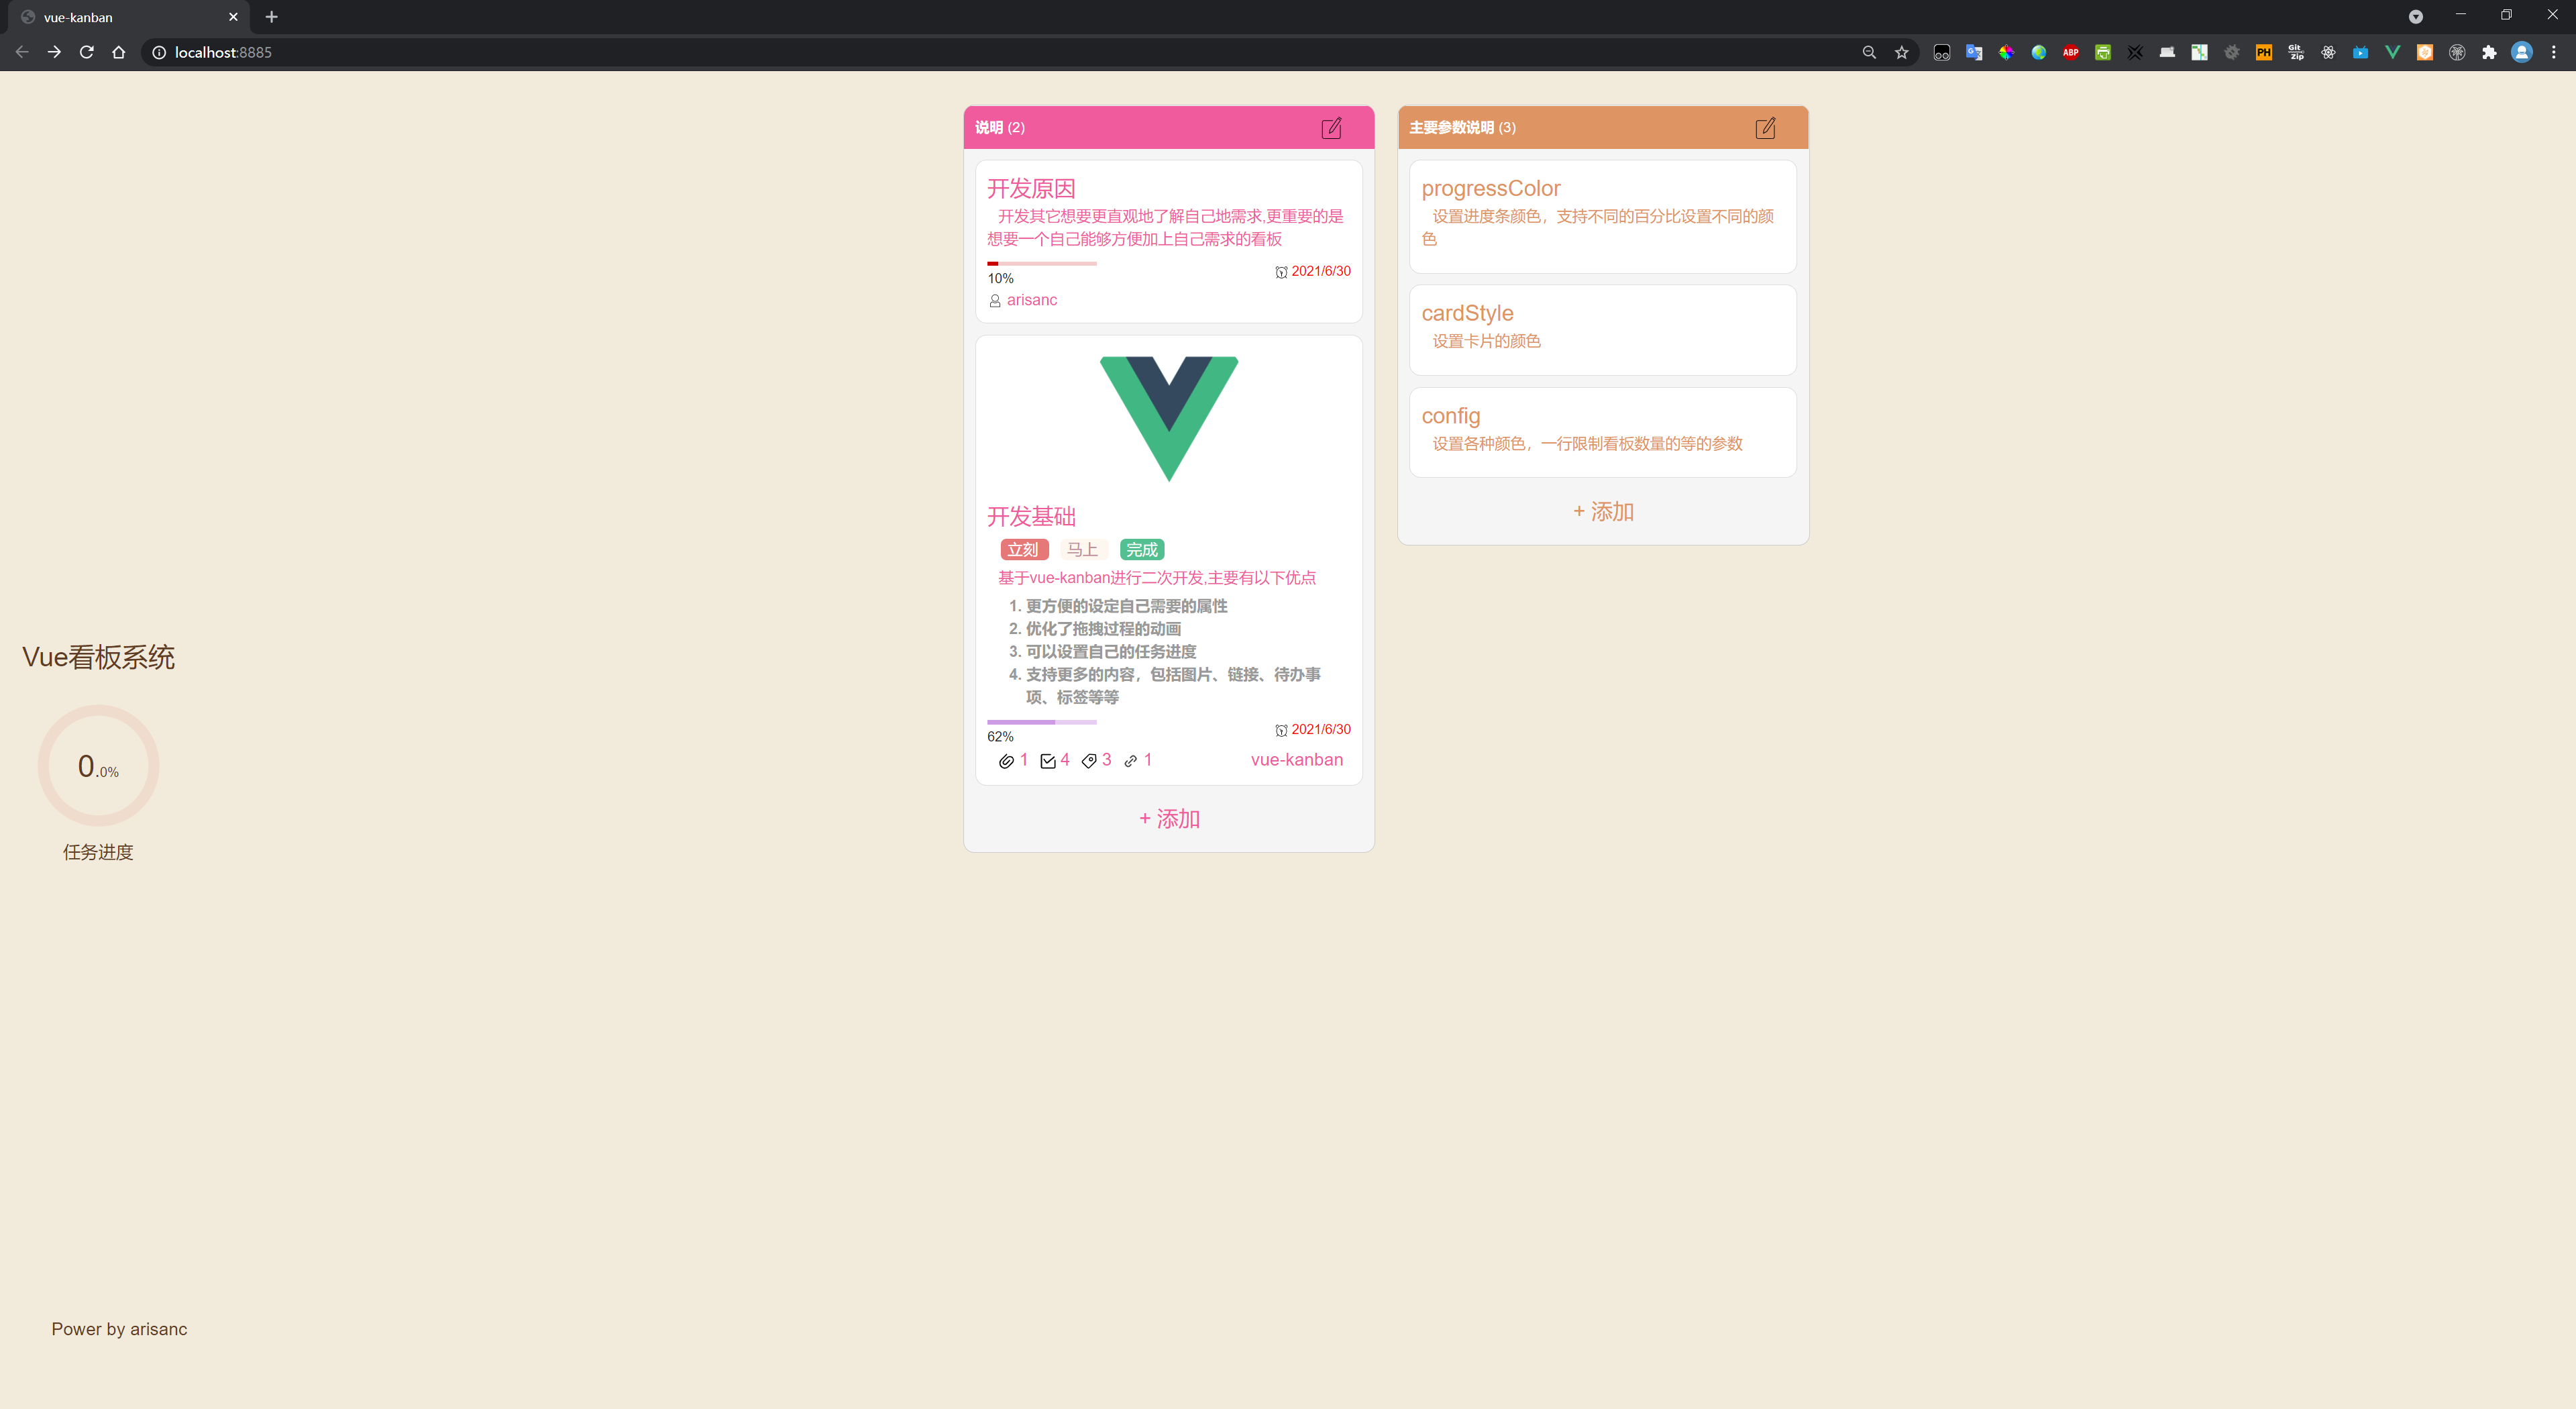 vue-kanban
localhost:8885
ABP
PH
Git
Zip
说明 (2)
开发原因
开发其它想要更直观地了解自己地需求,更重要的是
想要一个自己能够方便加上自己需求的看板
10%
2021/6/30
arisanc
开发基础
立刻 马上 完成
基于vue-kanban进行二次开发,主要有以下优点
1. 更方便的设定自己需要的属性
2. 优化了拖拽过程的动画
3. 可以设置自己的任务进度
4. 支持更多的内容，包括图片、链接、待办事
项、标签等等
62%
2021/6/30
1 4 3 1 vue-kanban
+ 添加
主要参数说明 (3)
progressColor
设置进度条颜色，支持不同的百分比设置不同的颜
色
cardStyle
设置卡片的颜色
config
设置各种颜色，一行限制看板数量的等的参数
+ 添加
Vue看板系统
0.0%
任务进度
Power by arisanc